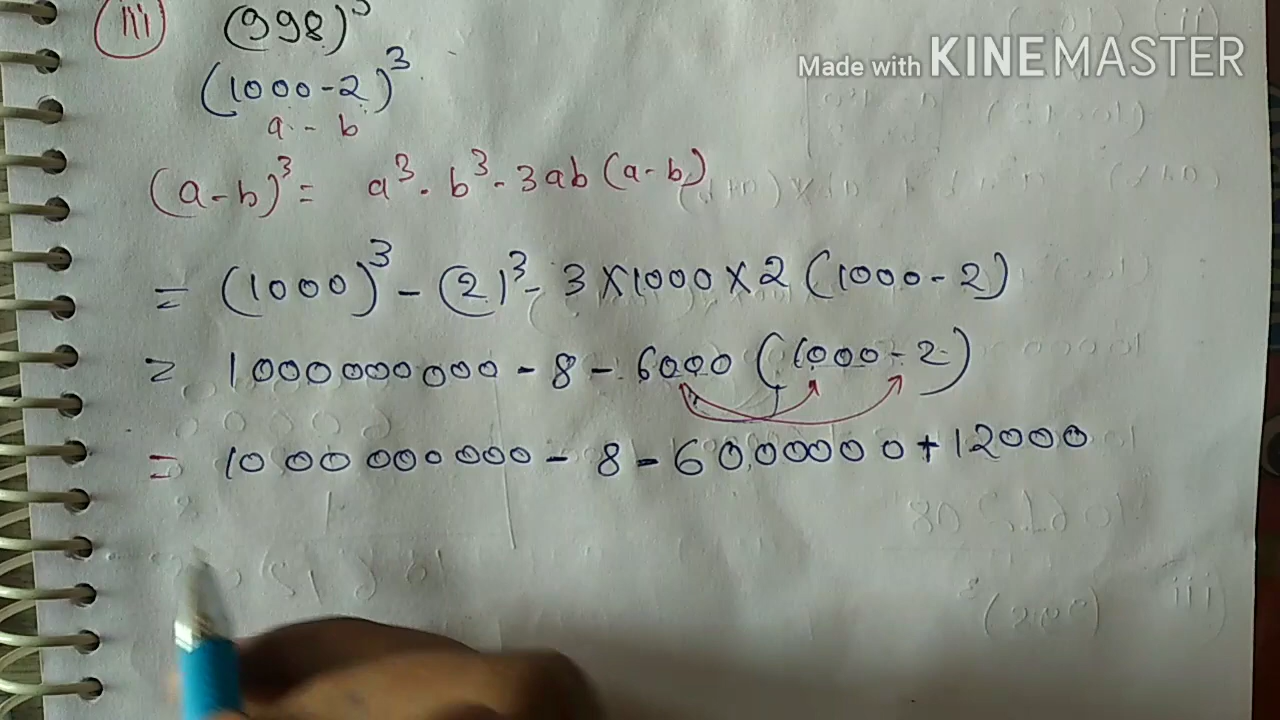 (iii) (998)³
Made with KINEMASTER
(1000-2)³
a - b
(a-b)³ = a³ - b³ - 3ab (a-b)
= (1000)³ - (2)³ - 3 × 1000 × 2 (1000-2)
= 1000000000 - 8 - 6000 (1000-2)
= 1000000000 - 8 - 6000000 + 12000